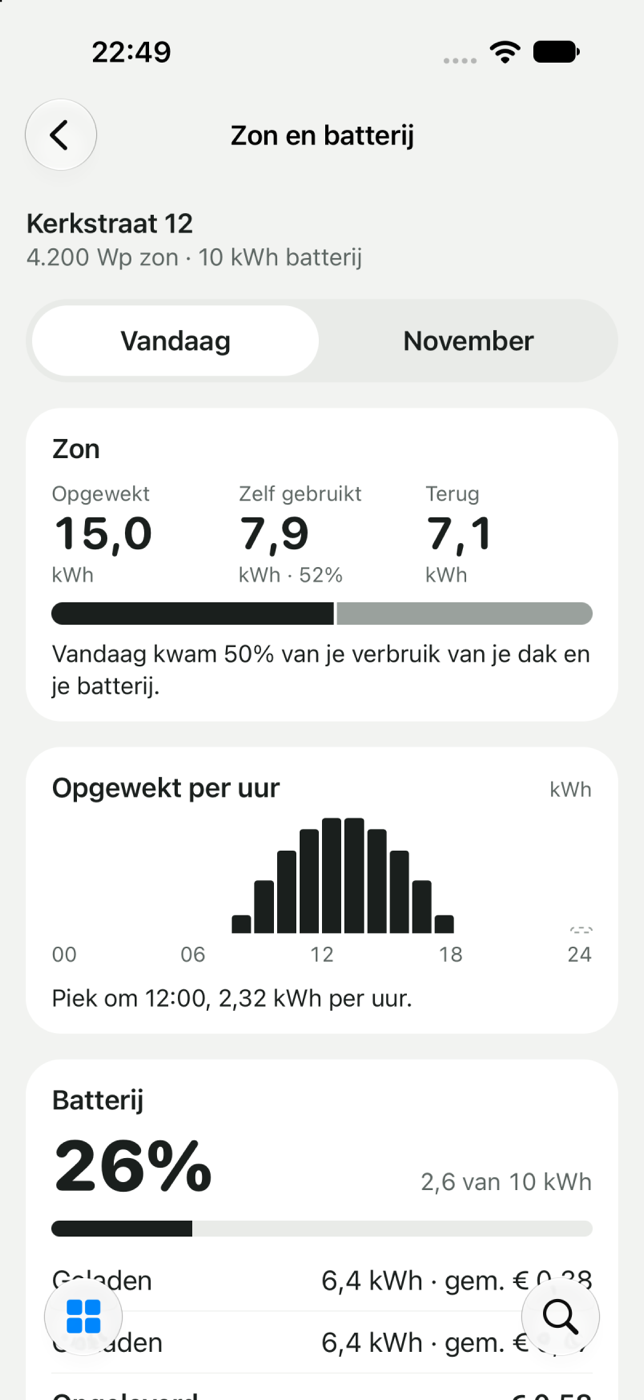 22:49
Zon en batterij
Kerkstraat 12
4.200 Wp zon · 10 kWh batterij
Vandaag
November
Zon
Opgewekt
Zelf gebruikt
Terug
15,0
7,9
7,1
kWh
kWh · 52%
kWh
Vandaag kwam 50% van je verbruik van je dak en
je batterij.
Opgewekt per uur
kWh
00 06 12 18 24
Piek om 12:00, 2,32 kWh per uur.
Batterij
26%
2,6 van 10 kWh
6,4 kWh · gem. €
6,4 kWh · gem. €